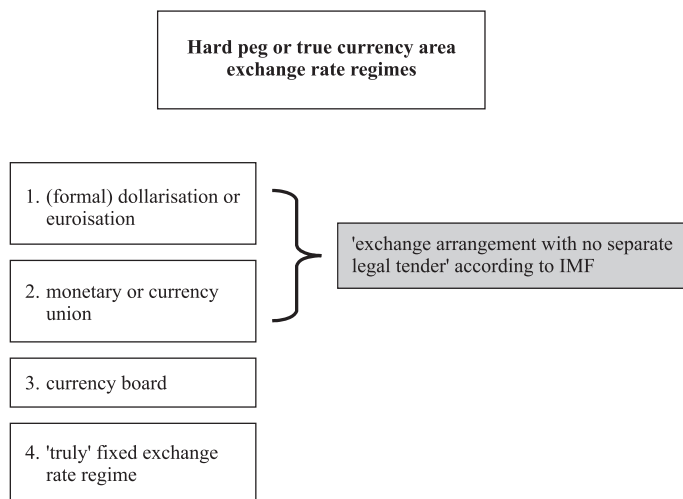 Hard peg or true currency area
exchange rate regimes
1. (formal) dollarisation or
euroisation
'exchange arrangement with no separate
legal tender' according to IMF
2. monetary or currency
union
3. currency board
4. 'truly' fixed exchange
rate regime